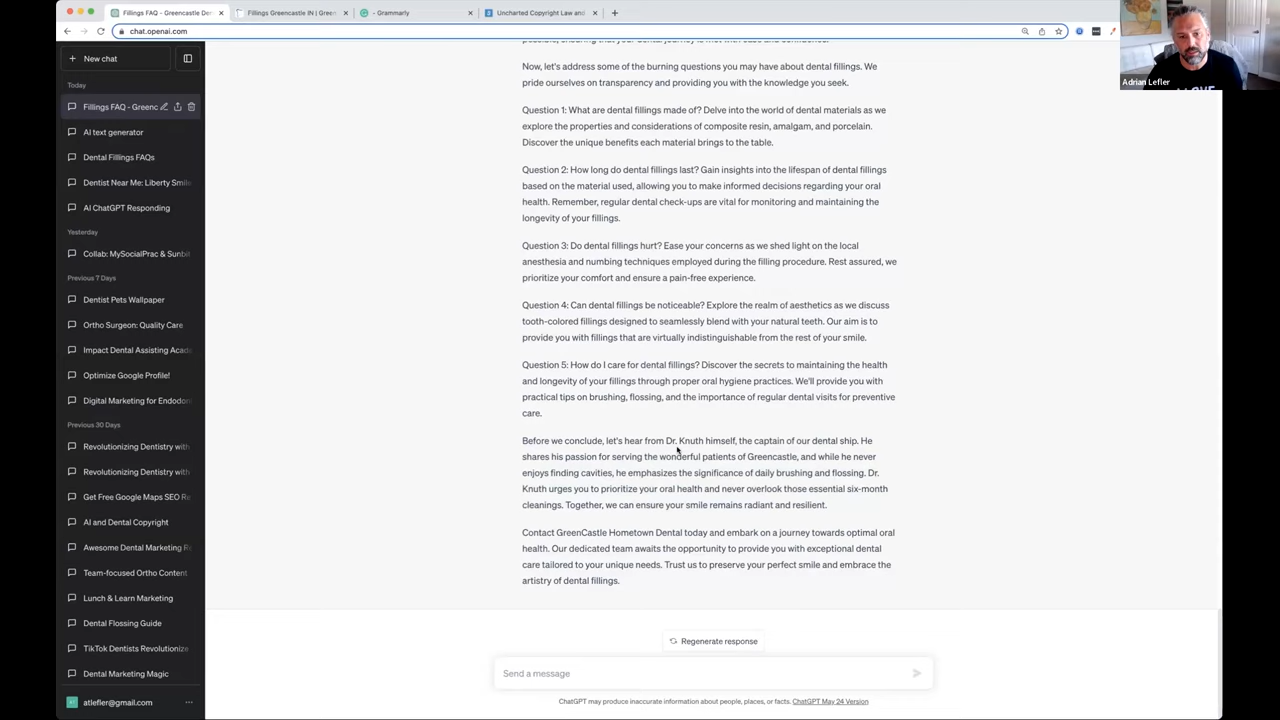 Fillings FAQ - Greencastle De
Fillings Greencastle IN | Green
- Grammarly
Uncharted Copyright Law and
chat.openai.com
New chat
Today
Fillings FAQ - Greenc
AI text generator
Dental Fillings FAQs
Dentist Near Me: Liberty Smile
AI ChatGPT Responding
Yesterday
Collab: MySocialPrac & Sunbit
Previous 7 Days
Dentist Pets Wallpaper
Ortho Surgeon: Quality Care
Impact Dental Assisting Acad
Optimize Google Profile!
Digital Marketing for Endodon
Previous 30 Days
Revolutionizing Dentistry with
Revolutionizing Dentistry with
Get Free Google Maps SEO R
AI and Dental Copyright
Awesome Dental Marketing R
Team-focused Ortho Content
Lunch & Learn Marketing
Dental Flossing Guide
TikTok Dentists Revolutionize
Dental Marketing Magic
atlefler@gmail.com
possible, ensuring that your dental journey is met with ease and confidence.
Now, let's address some of the burning questions you may have about dental fillings. We
pride ourselves on transparency and providing you with the knowledge you seek.
Question 1: What are dental fillings made of? Delve into the world of dental materials as we
explore the properties and considerations of composite resin, amalgam, and porcelain.
Discover the unique benefits each material brings to the table.
Question 2: How long do dental fillings last? Gain insights into the lifespan of dental fillings
based on the material used, allowing you to make informed decisions regarding your oral
health. Remember, regular dental check-ups are vital for monitoring and maintaining the
longevity of your fillings.
Question 3: Do dental fillings hurt? Ease your concerns as we shed light on the local
anesthesia and numbing techniques employed during the filling procedure. Rest assured, we
prioritize your comfort and ensure a pain-free experience.
Question 4: Can dental fillings be noticeable? Explore the realm of aesthetics as we discuss
tooth-colored fillings designed to seamlessly blend with your natural teeth. Our aim is to
provide you with fillings that are virtually indistinguishable from the rest of your smile.
Question 5: How do I care for dental fillings? Discover the secrets to maintaining the health
and longevity of your fillings through proper oral hygiene practices. We'll provide you with
practical tips on brushing, flossing, and the importance of regular dental visits for preventive
care.
Before we conclude, let's hear from Dr. Knuth himself, the captain of our dental ship. He
shares his passion for serving the wonderful patients of Greencastle, and while he never
enjoys finding cavities, he emphasizes the significance of daily brushing and flossing. Dr.
Knuth urges you to prioritize your oral health and never overlook those essential six-month
cleanings. Together, we can ensure your smile remains radiant and resilient.
Contact GreenCastle Hometown Dental today and embark on a journey towards optimal oral
health. Our dedicated team awaits the opportunity to provide you with exceptional dental
care tailored to your unique needs. Trust us to preserve your perfect smile and embrace the
artistry of dental fillings.
Regenerate response
Send a message
ChatGPT may produce inaccurate information about people, places, or facts. ChatGPT May 24 Version
Adrian Lefler